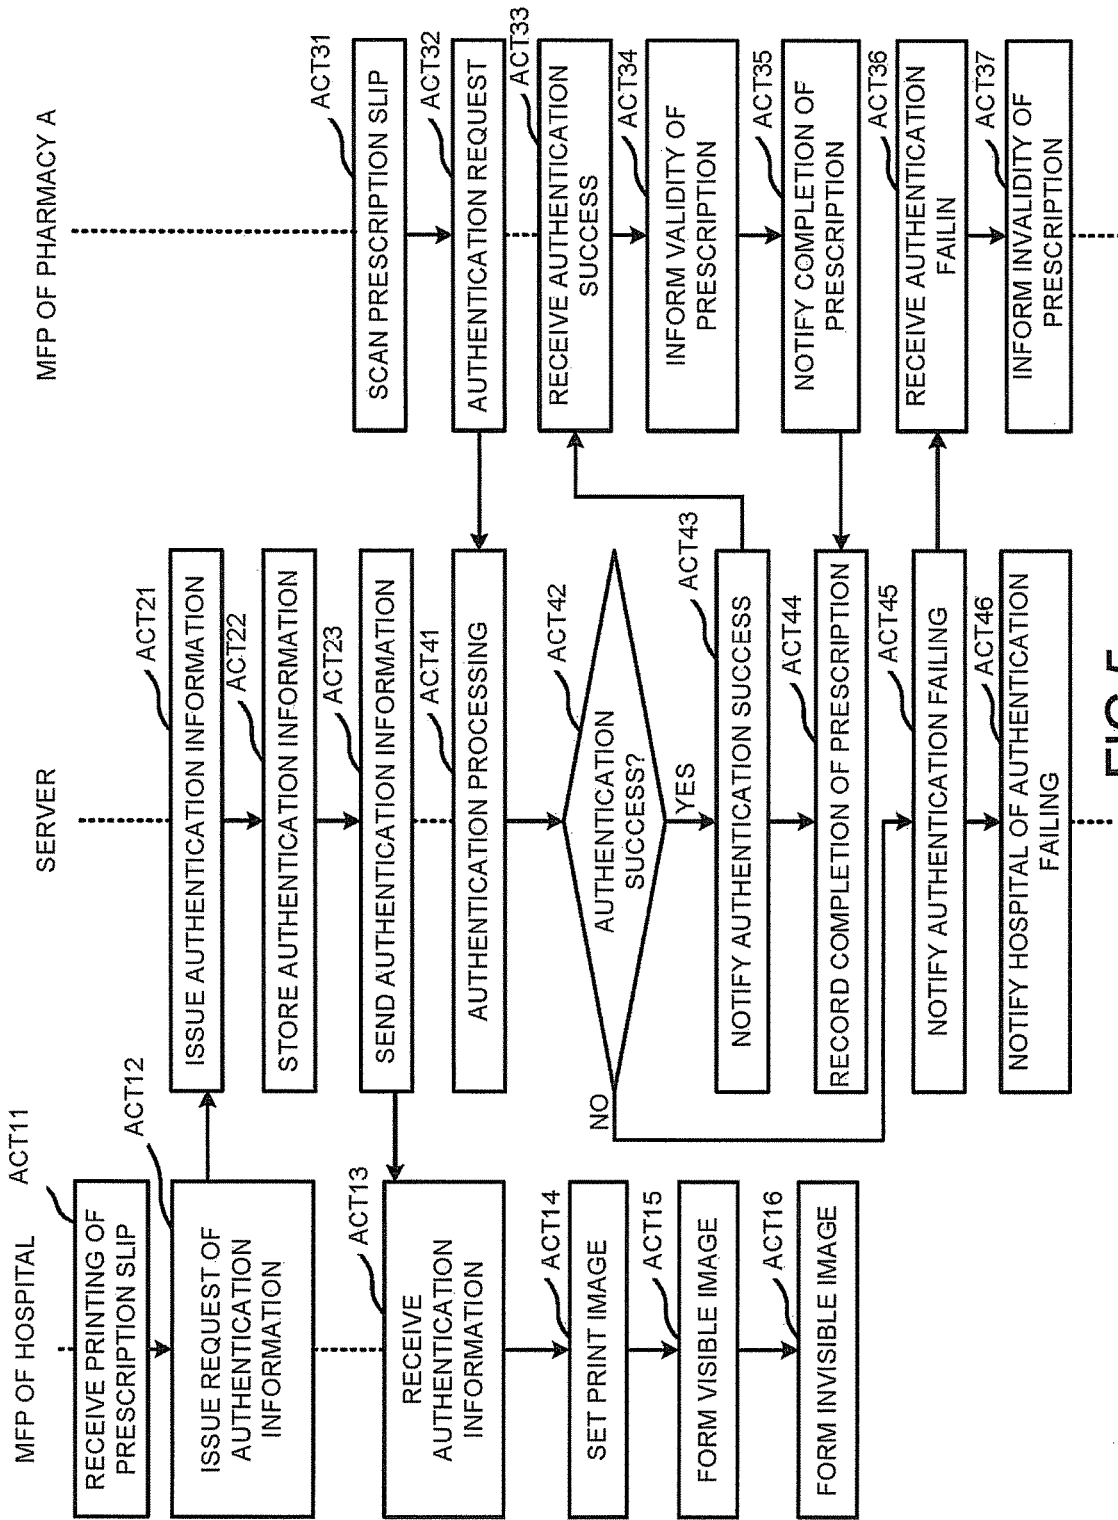 MFP OF HOSPITAL
ACT11
RECEIVE PRINTING OF
PRESCRIPTION SLIP
ACT12
ISSUE REQUEST OF
AUTHENTICATION
INFORMATION
ACT13
RECEIVE
AUTHENTICATION
INFORMATION
ACT14
SET PRINT IMAGE
ACT15
FORM VISIBLE IMAGE
ACT16
FORM INVISIBLE IMAGE
SERVER
ACT21
ISSUE AUTHENTICATION INFORMATION
ACT22
STORE AUTHENTICATION INFORMATION
ACT23
SEND AUTHENTICATION INFORMATION
ACT41
AUTHENTICATION PROCESSING
ACT42
AUTHENTICATION
SUCCESS?
NO
YES
ACT43
NOTIFY AUTHENTICATION SUCCESS
ACT44
RECORD COMPLETION OF PRESCRIPTION
ACT45
NOTIFY AUTHENTICATION FAILING
ACT46
NOTIFY HOSPITAL OF AUTHENTICATION
FAILING
MFP OF PHARMACY A
ACT31
SCAN PRESCRIPTION SLIP
ACT32
AUTHENTICATION REQUEST
ACT33
RECEIVE AUTHENTICATION
SUCCESS
ACT34
INFORM VALIDITY OF
PRESCRIPTION
ACT35
NOTIFY COMPLETION OF
PRESCRIPTION
ACT36
RECEIVE AUTHENTICATION
FAILIN
ACT37
INFORM INVALIDITY OF
PRESCRIPTION